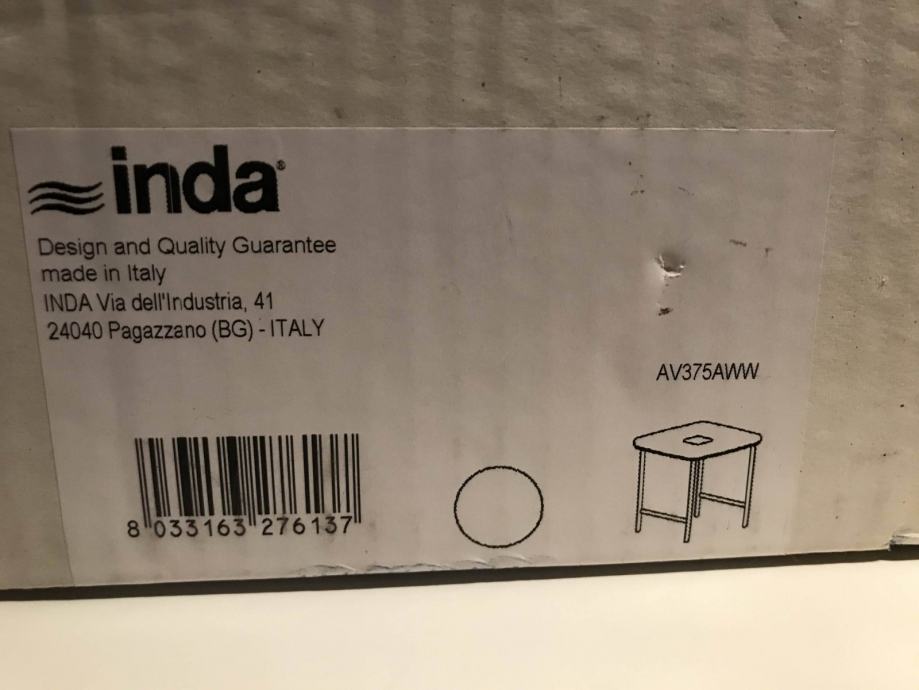 inda®
Design and Quality Guarantee
made in Italy
INDA Via dell'Industria, 41
24040 Pagazzano (BG) - ITALY
AV375AWW
8 033163 276137